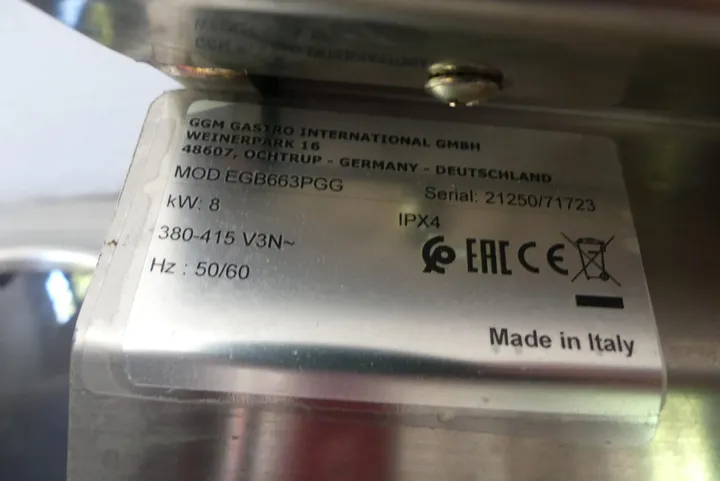 GGM GASTRO INTERNATIONAL GMBH
WEINERPARK 16
48607, OCHTRUP - GERMANY - DEUTSCHLAND
MOD.EGB663PGG
Serial: 21250/71723
kW: 8
IPX4
380-415 V3N~
EAC CE
Hz : 50/60
Made in Italy